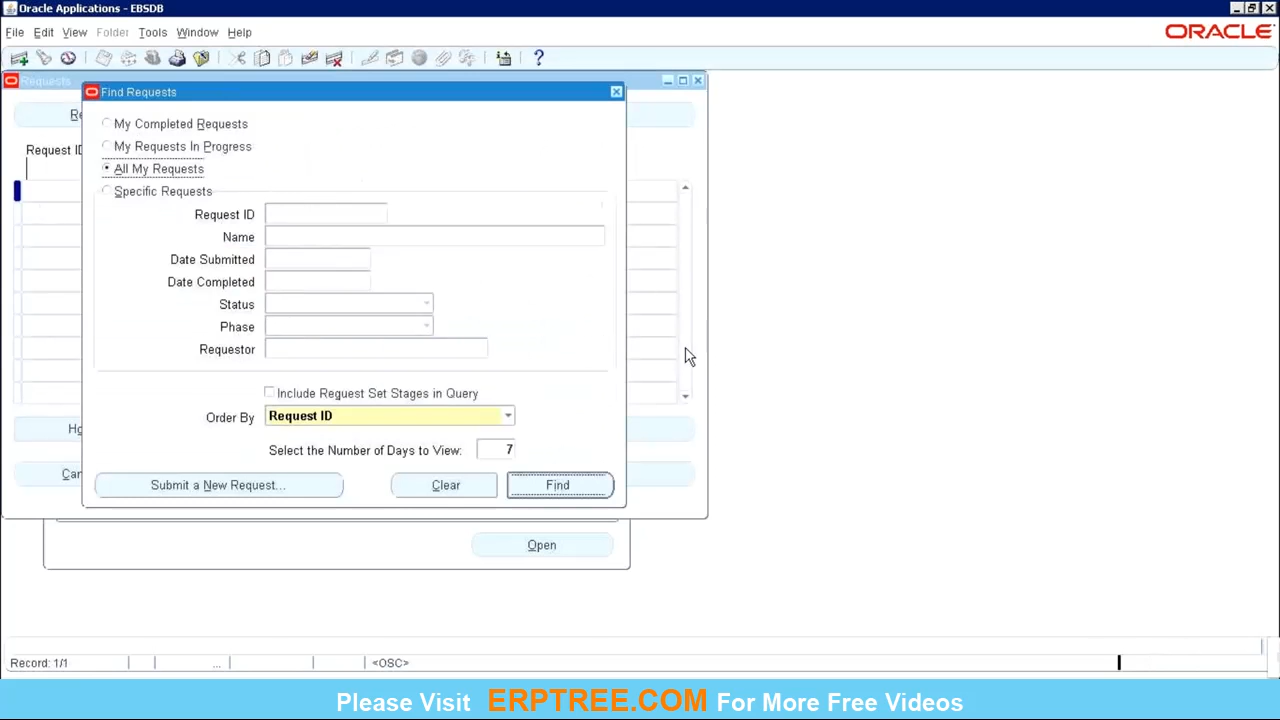 Oracle Applications - EBSDB
File Edit View Folder Tools Window Help
ORACLE
Requests
Find Requests
My Completed Requests
My Requests In Progress
All My Requests
Specific Requests
Request ID
Request ID
Name
Date Submitted
Date Completed
Status
Phase
Requestor
Include Request Set Stages in Query
Order By Request ID
Select the Number of Days to View: 7
Submit a New Request... Clear Find
Open
Record: 1/1 ... <OSC>
Please Visit ERPTREE.COM For More Free Videos